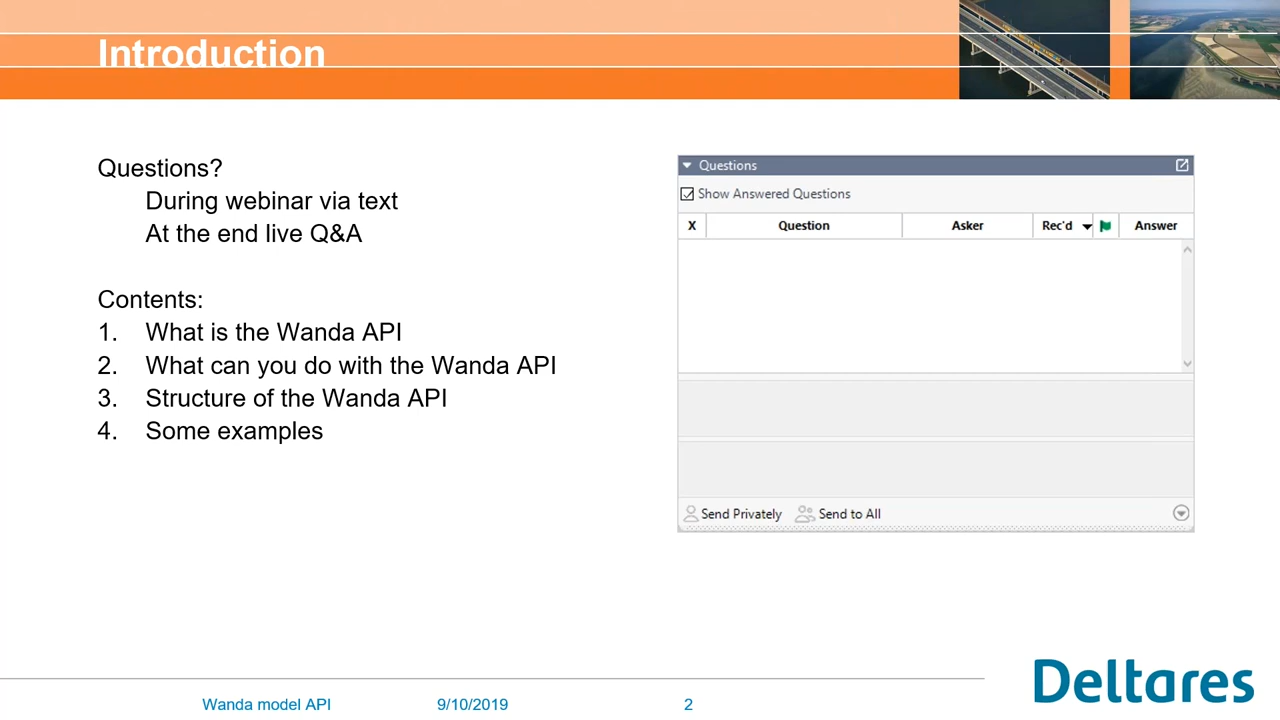 Introduction
Questions?
During webinar via text
At the end live Q&A
Contents:
1. What is the Wanda API
2. What can you do with the Wanda API
3. Structure of the Wanda API
4. Some examples
Questions
Show Answered Questions
X Question Asker Rec'd Answer
Send Privately Send to All
Wanda model API 9/10/2019 2
Deltares